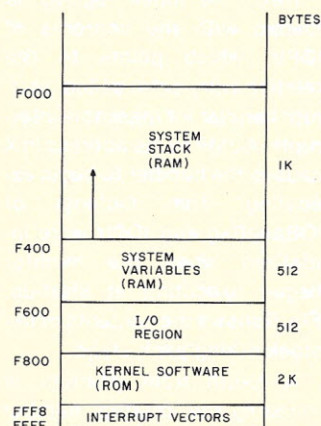 BYTES
F000
SYSTEM
STACK
(RAM)
1K
F400
SYSTEM
VARIABLES
(RAM)
512
F600
I/O
REGION
512
F800
KERNEL SOFTWARE
(ROM)
2K
FFF8
INTERRUPT VECTORS
FFFF